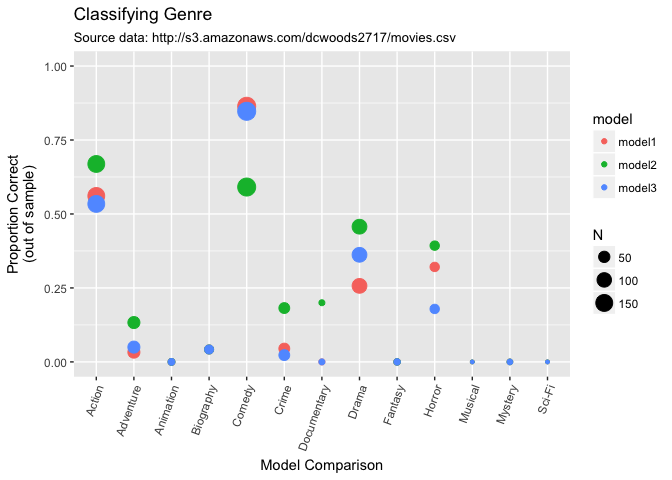 Classifying Genre
Source data: http://s3.amazonaws.com/dcwoods2717/movies.csv
Proportion Correct
(out of sample)
1.00
0.75
0.50
0.25
0.00
Action
Adventure
Animation
Biography
Comedy
Crime
Documentary
Drama
Fantasy
Horror
Musical
Mystery
Sci-Fi
Model Comparison
model
model1
model2
model3
N
50
100
150